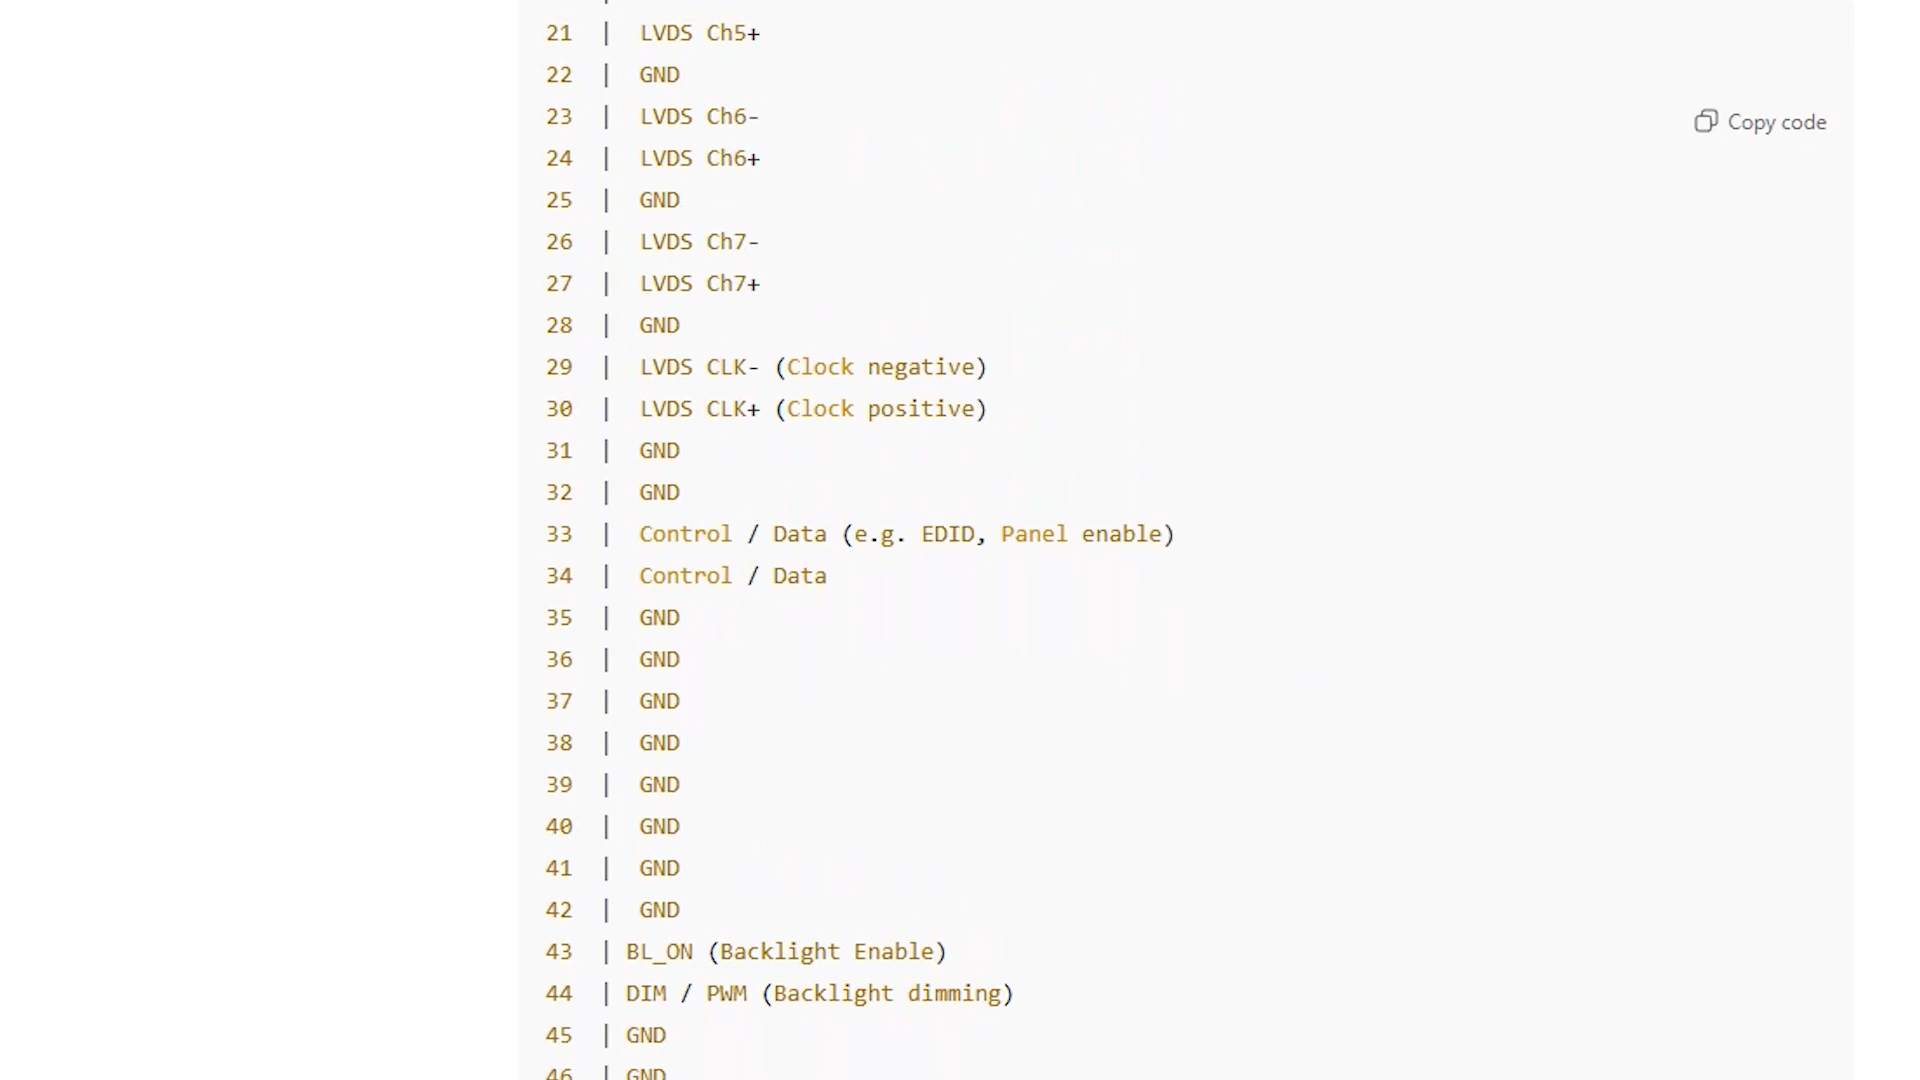 21 | LVDS Ch5+
22 | GND
23 | LVDS Ch6-
Copy code
24 | LVDS Ch6+
25 | GND
26 | LVDS Ch7-
27 | LVDS Ch7+
28 | GND
29 | LVDS CLK- (Clock negative)
30 | LVDS CLK+ (Clock positive)
31 | GND
32 | GND
33 | Control / Data (e.g. EDID, Panel enable)
34 | Control / Data
35 | GND
36 | GND
37 | GND
38 | GND
39 | GND
40 | GND
41 | GND
42 | GND
43 | BL_ON (Backlight Enable)
44 | DIM / PWM (Backlight dimming)
45 | GND
46 | GND